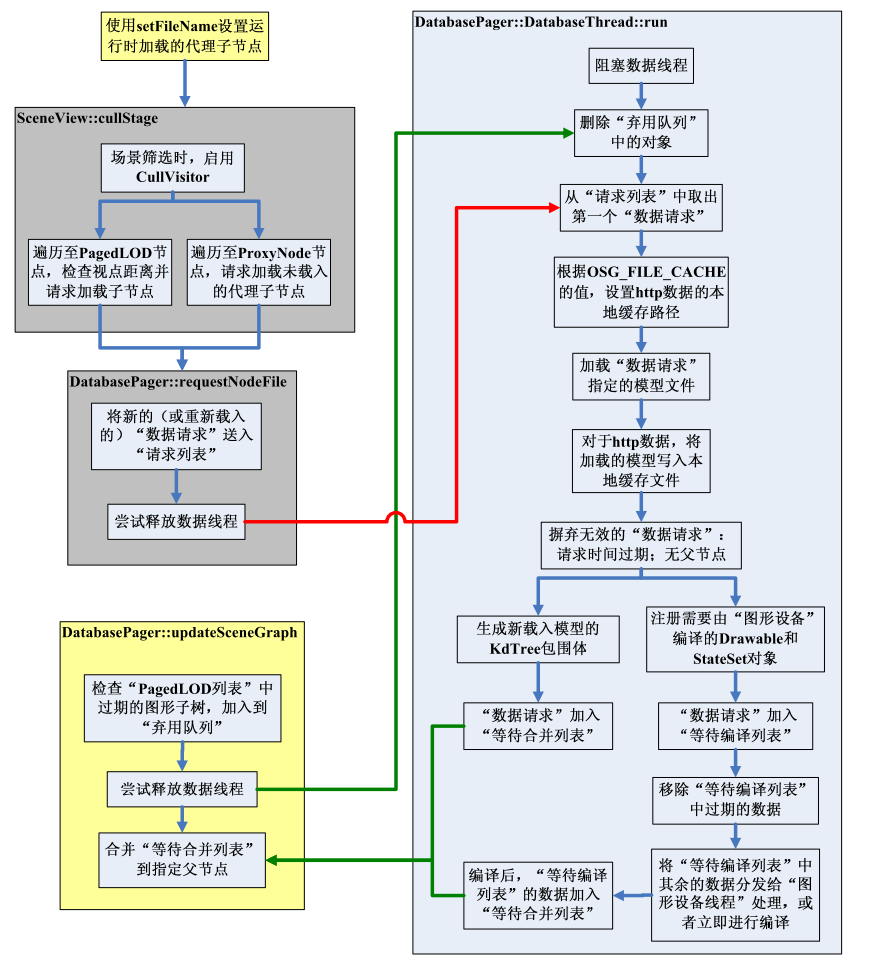 使用setFileName设置运
行时加载的代理子节点
SceneView::cullStage
场景筛选时，启用
CullVisitor
遍历至PagedLOD节
点，检查视点距离并
请求加载子节点
遍历至ProxyNode节
点，请求加载未载入
的代理子节点
DatabasePager::requestNodeFile
将新的（或重新载入
的）“数据请求”送入
“请求列表”
尝试释放数据线程
DatabasePager::updateSceneGraph
检查“PagedLOD列表”中
过期的图形子树，加入到
“弃用队列”
尝试释放数据线程
合并“等待合并列表”
到指定父节点
DatabasePager::DatabaseThread::run
阻塞数据线程
删除“弃用队列”
中的对象
从“请求列表”中取出
第一个“数据请求”
根据OSG_FILE_CACHE
的值，设置http数据的本
地缓存路径
加载“数据请求”
指定的模型文件
对于http数据，将
加载的模型写入本
地缓存文件
摒弃无效的“数据请求”：
请求时间过期；无父节点
生成新载入模型的
KdTree包围体
“数据请求”加入
“等待合并列表”
注册需要由“图形设备”
编译的Drawable和
StateSet对象
“数据请求”加入
“等待编译列表”
移除“等待编译列表”
中过期的数据
将“等待编译列表”中
其余的数据分发给“图
形设备线程”处理，或
者立即进行编译
编译后，“等待编译
列表”的数据加入
“等待合并列表”